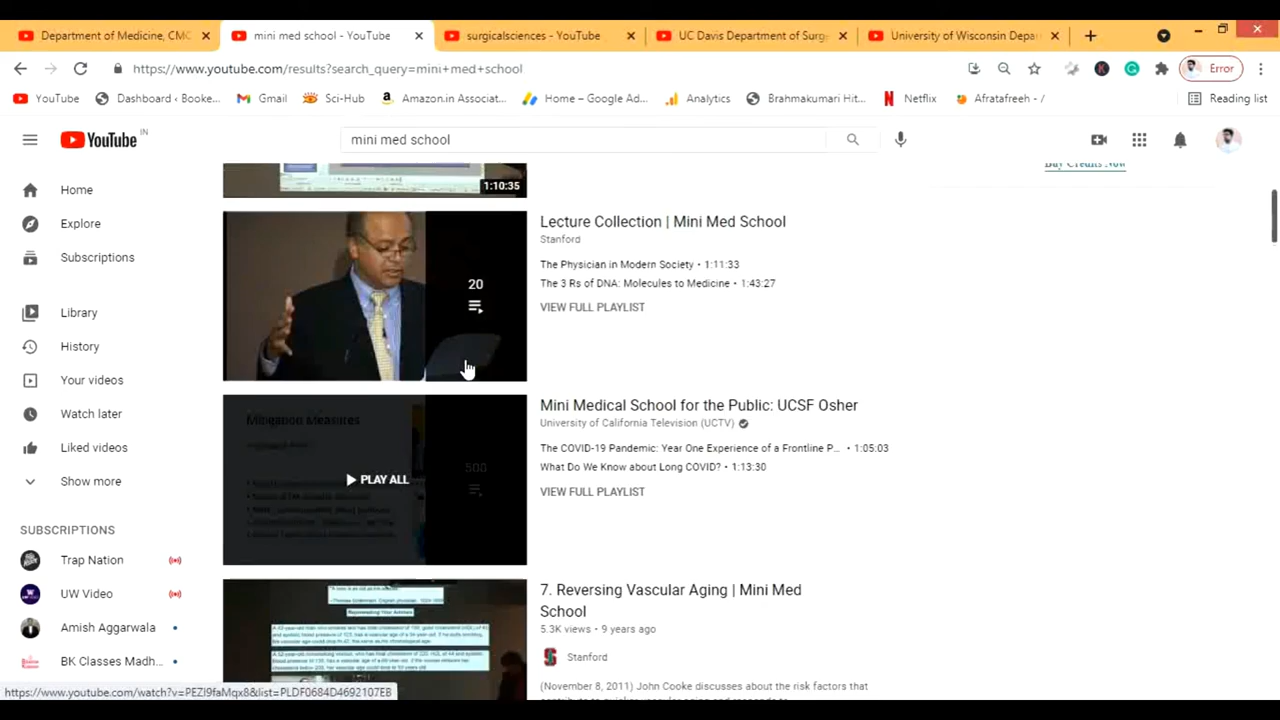 Department of Medicine, CMC
mini med school - YouTube
surgicalsciences - YouTube
UC Davis Department of Surg
University of Wisconsin Depar
https://www.youtube.com/results?search_query=mini+med+school
Error
YouTube
Dashboard ‹ Booke...
Gmail
Sci-Hub
Amazon.in Associat...
Home – Google Ad...
Analytics
Brahmakumari Hit...
Netflix
Afratafreeh - /
Reading list
YouTube IN
mini med school
Buy Credits Now
1:10:35
Home
Explore
Subscriptions
Library
History
Your videos
Watch later
Liked videos
Show more
SUBSCRIPTIONS
Trap Nation
UW Video
Amish Aggarwala
BK Classes Madh...
20
Lecture Collection | Mini Med School
Stanford
The Physician in Modern Society • 1:11:33
The 3 Rs of DNA: Molecules to Medicine • 1:43:27
VIEW FULL PLAYLIST
Mitigation Measures
500
PLAY ALL
Mini Medical School for the Public: UCSF Osher
University of California Television (UCTV)
The COVID-19 Pandemic: Year One Experience of a Frontline P... • 1:05:03
What Do We Know about Long COVID? • 1:13:30
VIEW FULL PLAYLIST
7. Reversing Vascular Aging | Mini Med
School
5.3K views • 9 years ago
Stanford
(November 8, 2011) John Cooke discusses about the risk factors that
https://www.youtube.com/watch?v=PEZI9faMqx8&list=PLDF0684D4692107EB